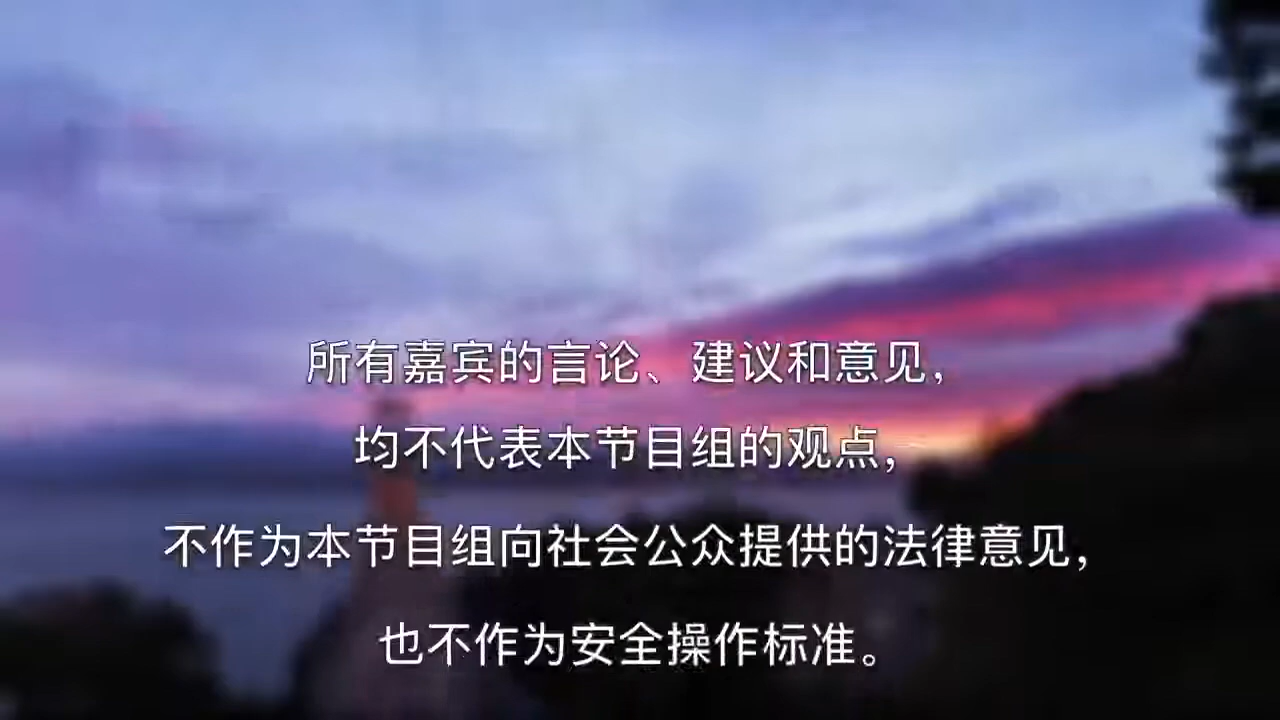 所有嘉宾的言论、建议和意见，
均不代表本节目组的观点，
不作为本节目组向社会公众提供的法律意见，
也不作为安全操作标准。